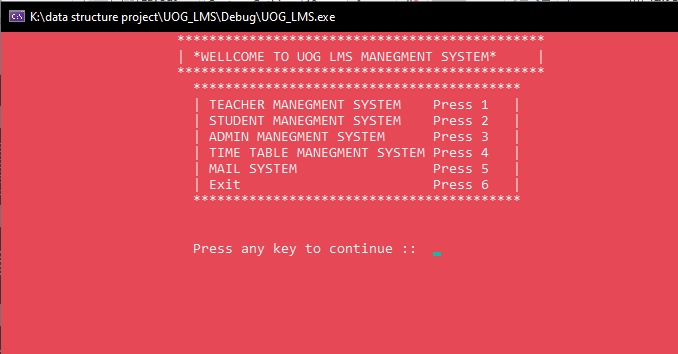 K:\data structure project\UOG_LMS\Debug\UOG_LMS.exe
**********************************************
| *WELLCOME TO UOG LMS MANEGMENT SYSTEM* |
**********************************************
*****************************************
| TEACHER MANEGMENT SYSTEM Press 1 |
| STUDENT MANEGMENT SYSTEM Press 2 |
| ADMIN MANEGMENT SYSTEM Press 3 |
| TIME TABLE MANEGMENT SYSTEM Press 4 |
| MAIL SYSTEM Press 5 |
| Exit Press 6 |
*****************************************
Press any key to continue ::